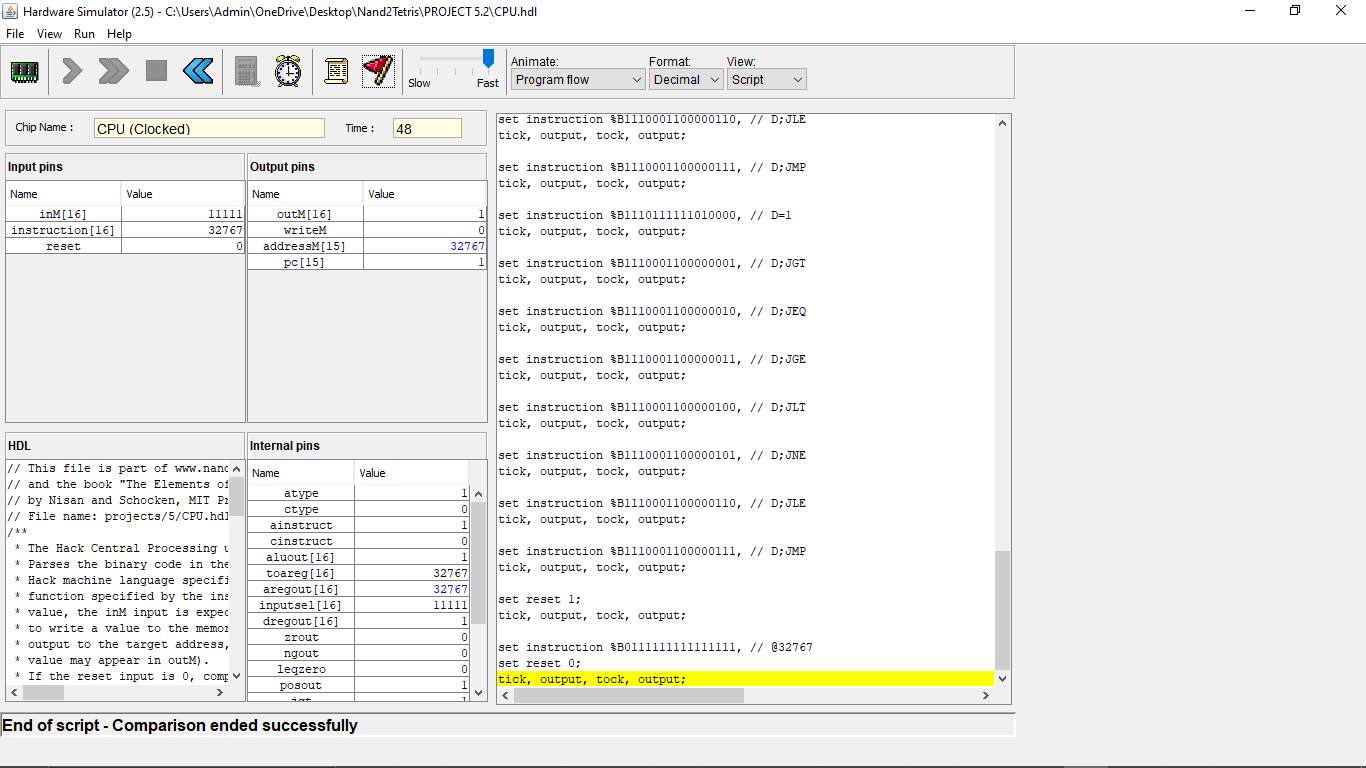 Hardware Simulator (2.5) - C:\Users\Admin\OneDrive\Desktop\Nand2Tetris\PROJECT 5.2\CPU.hdl
File View Run Help
Slow Fast
Animate: Format: View:
Program flow Decimal Script
Chip Name : CPU (Clocked) Time : 48
Input pins
Name Value
inM[16] 11111
instruction[16] 32767
reset 0
Output pins
Name Value
outM[16] 1
writeM 0
addressM[15] 32767
pc[15] 1
HDL
// This file is part of www.nand
// and the book "The Elements of
// by Nisan and Schocken, MIT Pr
// File name: projects/5/CPU.hdl
/**
* The Hack Central Processing u
* Parses the binary code in the
* Hack machine language specifi
* function specified by the ins
* value, the inM input is expec
* to write a value to the memor
* output to the target address,
* value may appear in outM).
* If the reset input is 0, comp
Internal pins
Name Value
atype 1
ctype 0
ainstruct 1
cinstruct 0
aluout[16] 1
toareg[16] 32767
aregout[16] 32767
inputsel[16] 11111
dregout[16] 1
zrout 0
ngout 0
leqzero 0
posout 1
jgt 1
set instruction %B1110001100000110, // D;JLE
tick, output, tock, output;
set instruction %B1110001100000111, // D;JMP
tick, output, tock, output;
set instruction %B1110111111010000, // D=1
tick, output, tock, output;
set instruction %B1110001100000001, // D;JGT
tick, output, tock, output;
set instruction %B1110001100000010, // D;JEQ
tick, output, tock, output;
set instruction %B1110001100000011, // D;JGE
tick, output, tock, output;
set instruction %B1110001100000100, // D;JLT
tick, output, tock, output;
set instruction %B1110001100000101, // D;JNE
tick, output, tock, output;
set instruction %B1110001100000110, // D;JLE
tick, output, tock, output;
set instruction %B1110001100000111, // D;JMP
tick, output, tock, output;
set reset 1;
tick, output, tock, output;
set instruction %B0111111111111111, // @32767
set reset 0;
tick, output, tock, output;
End of script - Comparison ended successfully